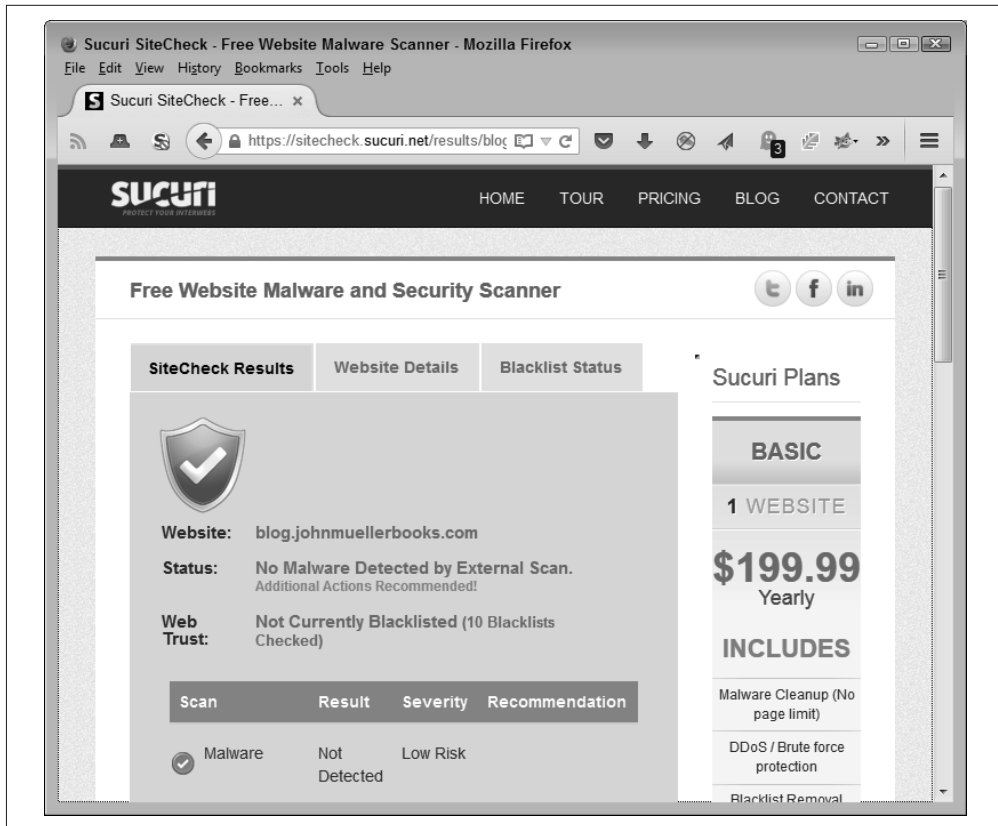 Sucuri SiteCheck - Free Website Malware Scanner - Mozilla Firefox
File Edit View History Bookmarks Tools Help
S Sucuri SiteCheck - Free... ×
https://sitecheck.sucuri.net/results/blog
3
SUCURI
PROTECT YOUR INTERWEBS
HOME TOUR PRICING BLOG CONTACT
Free Website Malware and Security Scanner
t f in
SiteCheck Results Website Details Blacklist Status
Website: blog.johnmuellerbooks.com
Status: No Malware Detected by External Scan.
Additional Actions Recommended!
Web Not Currently Blacklisted (10 Blacklists
Trust: Checked)
Scan Result Severity Recommendation
Malware Not Low Risk
Detected
Sucuri Plans
BASIC
1 WEBSITE
$199.99
Yearly
INCLUDES
Malware Cleanup (No
page limit)
DDoS / Brute force
protection
Blacklist Removal